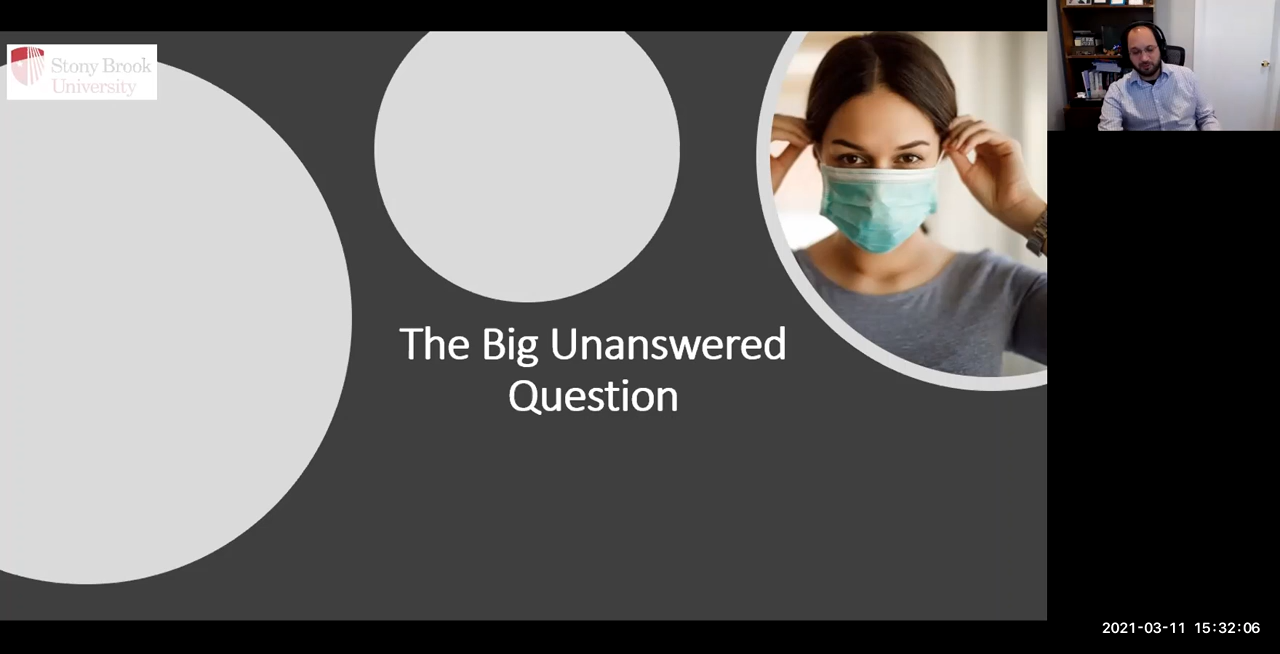 Stony Brook
University
The Big Unanswered
Question
2021-03-11 15:32:06